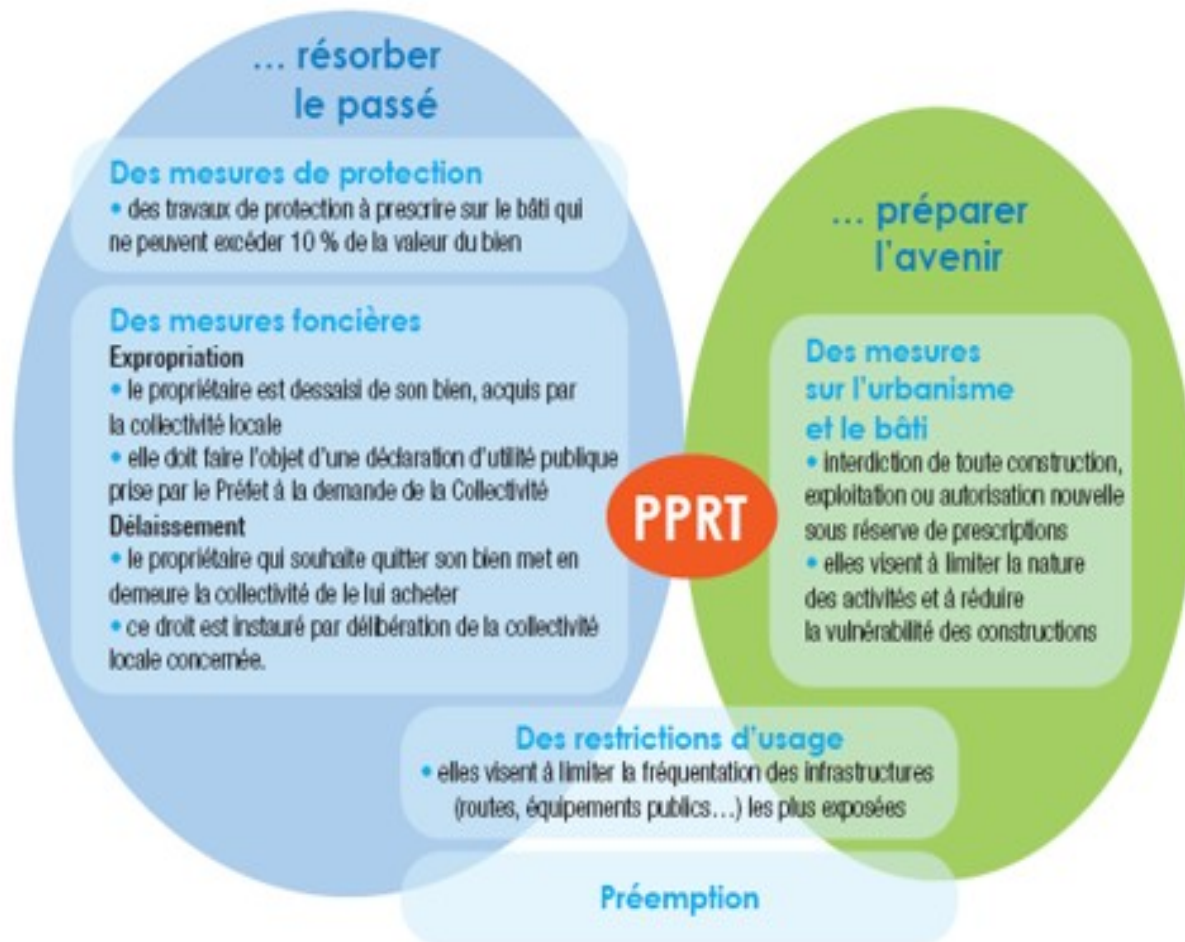 ... résorber
le passé
Des mesures de protection
• des travaux de protection à prescrire sur le bâti qui
ne peuvent excéder 10 % de la valeur du bien
Des mesures foncières
Expropriation
• le propriétaire est dessaisi de son bien, acquis par
la collectivité locale
• elle doit faire l'objet d'une déclaration d'utilité publique
prise par le Préfet à la demande de la Collectivité
Délaissement
• le propriétaire qui souhaite quitter son bien met en
demeure la collectivité de le lui acheter
• ce droit est instauré par délibération de la collectivité
locale concernée.
PPRT
... préparer
l'avenir
Des mesures
sur l'urbanisme
et le bâti
• interdiction de toute construction,
exploitation ou autorisation nouvelle
sous réserve de prescriptions
• elles visent à limiter la nature
des activités et à réduire
la vulnérabilité des constructions
Des restrictions d'usage
• elles visent à limiter la fréquentation des infrastructures
(routes, équipements publics...) les plus exposées
Préemption